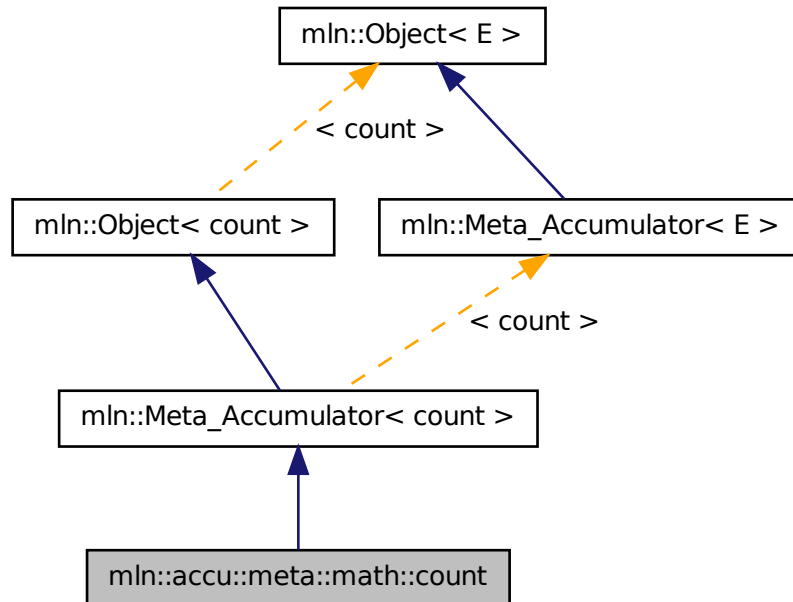 mln::Object< E >
< count >
mln::Object< count >
mln::Meta_Accumulator< E >
< count >
mln::Meta_Accumulator< count >
mln::accu::meta::math::count